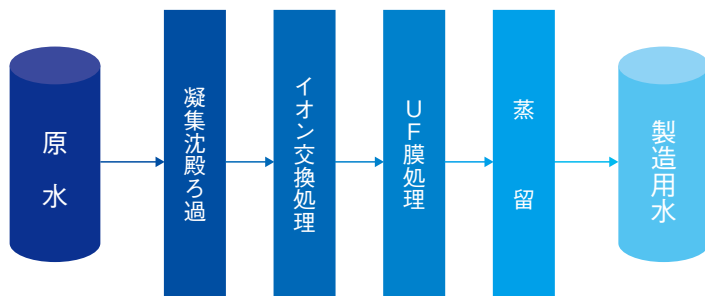 原水
凝集沈殿ろ過
イオン交換処理
UF膜処理
蒸留
製造用水